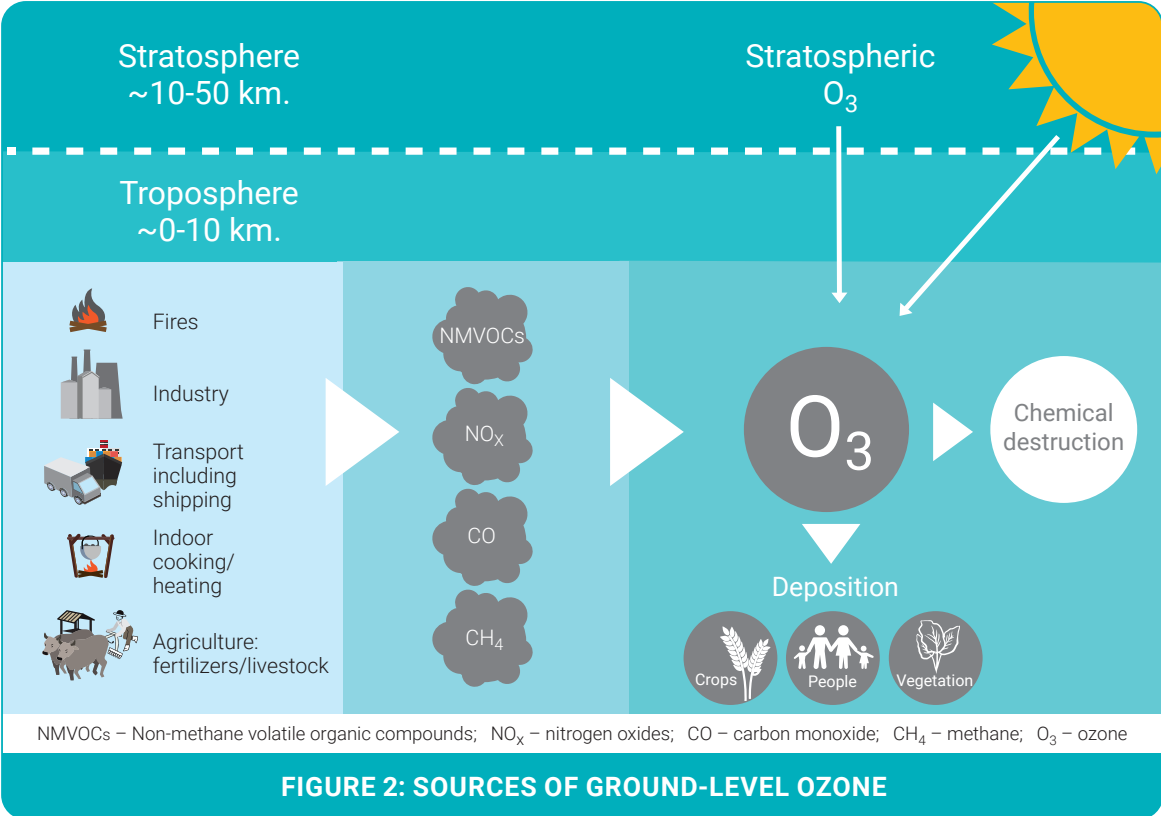 Stratosphere
~10-50 km.
Stratospheric
O₃
Troposphere
~0-10 km.
Fires
Industry
Transport
including
shipping
Indoor
cooking/
heating
Agriculture:
fertilizers/livestock
NMVOCs
NOₓ
CO
CH₄
O₃
Chemical
destruction
Deposition
Crops
People
Vegetation
NMVOCs – Non-methane volatile organic compounds; NOₓ – nitrogen oxides; CO – carbon monoxide; CH₄ – methane; O₃ – ozone
FIGURE 2: SOURCES OF GROUND-LEVEL OZONE